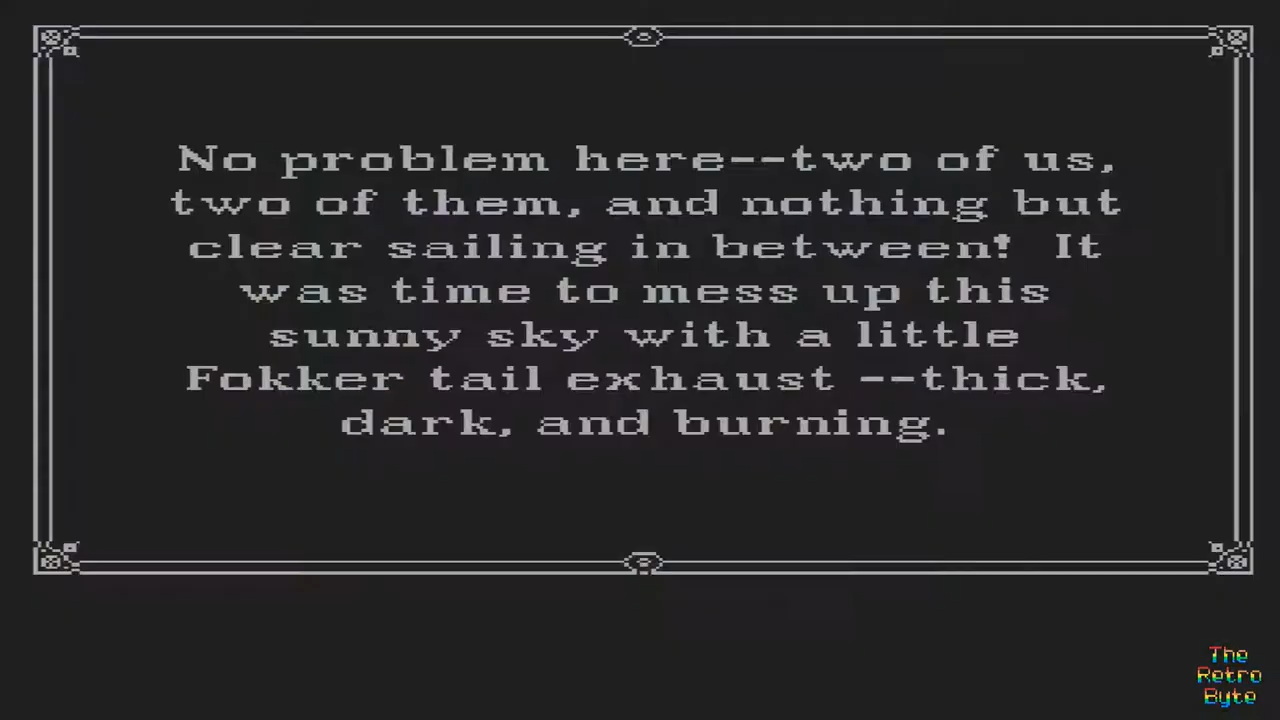 No problem here--two of us,
two of them, and nothing but
clear sailing in between! It
was time to mess up this
sunny sky with a little
Fokker tail exhaust --thick,
dark, and burning.
The
Retro
Byte